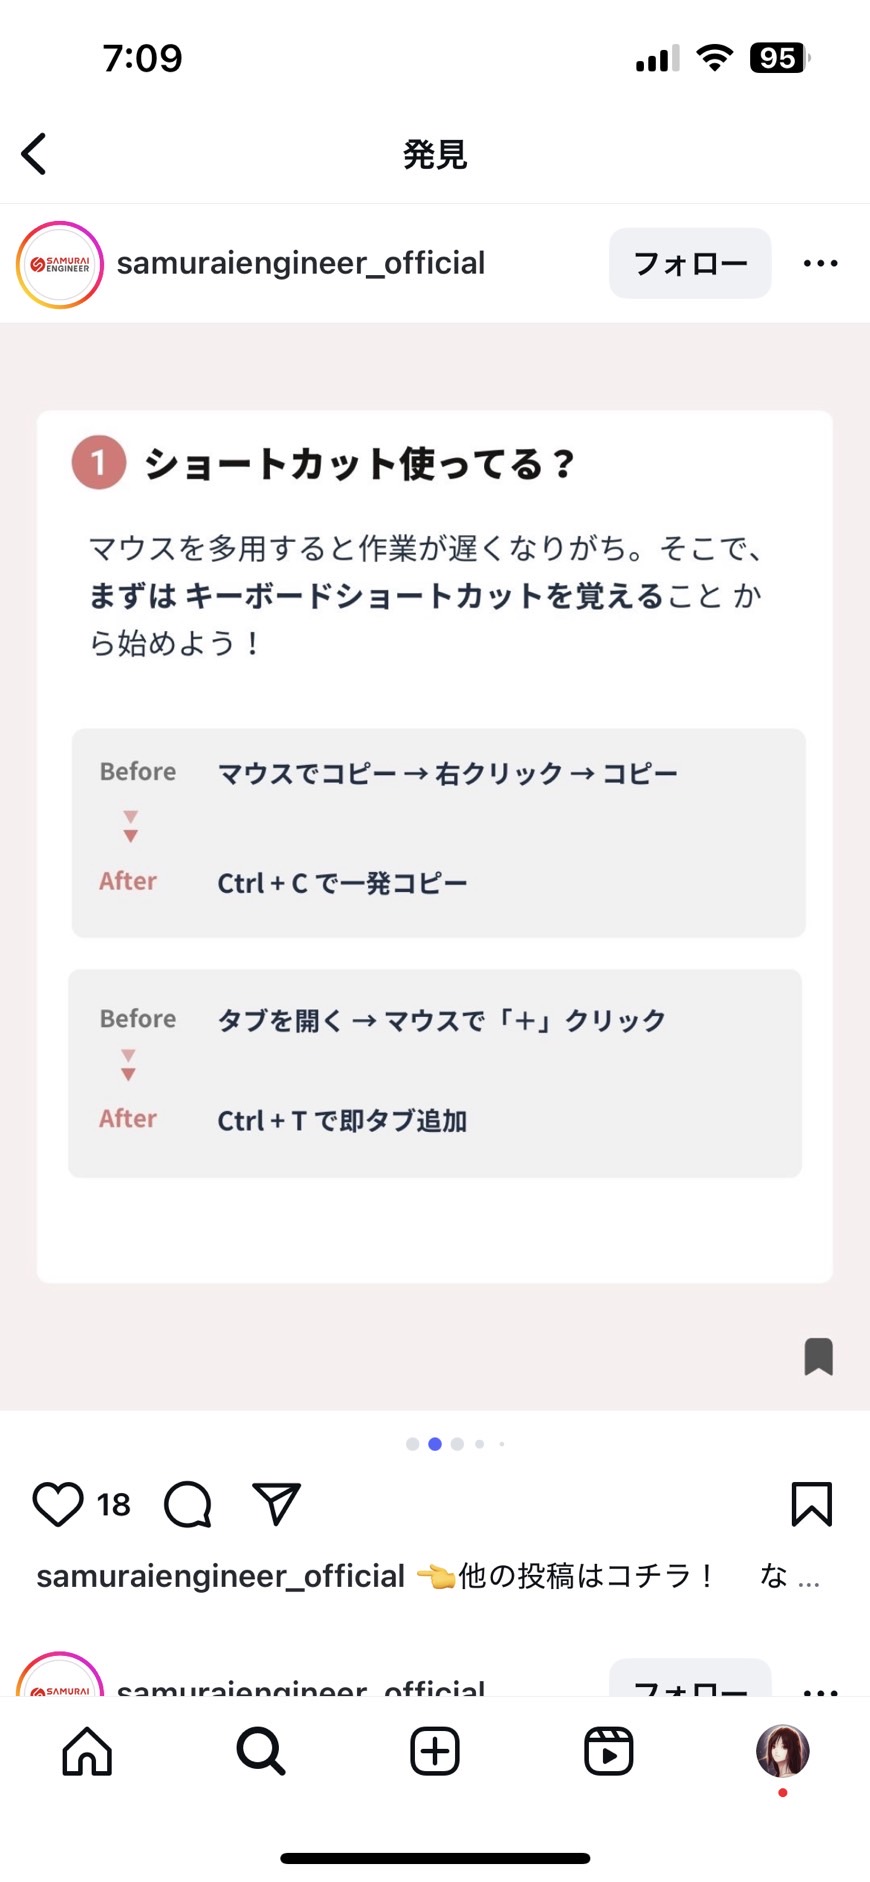 7:09
95
発見
SAMURAI
ENGINEER
samuraiengineer_official
フォロー
1 ショートカット使ってる？
マウスを多用すると作業が遅くなりがち。そこで、
まずは キーボードショートカットを覚えること か
ら始めよう！
Before マウスでコピー → 右クリック → コピー
After Ctrl + C で一発コピー
Before タブを開く → マウスで「＋」クリック
After Ctrl + T で即タブ追加
18
samuraiengineer_official 👈他の投稿はコチラ！ な ...
SAMURAI
samuraiengineer_official
フォロー